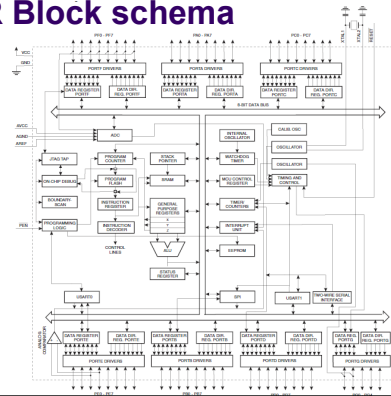 R Block schema
PF0 - PF7
PA0 - PA7
PC0 - PC7
XTAL1
XTAL2
RESET
VCC
GND
PORTF DRIVERS
PORTA DRIVERS
PORTC DRIVERS
DATA REGISTER PORTF
DATA DIR. REG. PORTF
DATA REGISTER PORTA
DATA DIR. REG. PORTA
DATA REGISTER PORTC
DATA DIR. REG. PORTC
8-BIT DATA BUS
AVCC
AGND
AREF
ADC
INTERNAL OSCILLATOR
CALIB. OSC
OSCILLATOR
JTAG TAP
PROGRAM COUNTER
STACK POINTER
WATCHDOG TIMER
OSCILLATOR
ON-CHIP DEBUG
PROGRAM FLASH
SRAM
MCU CONTROL REGISTER
TIMING AND CONTROL
BOUNDARY-SCAN
INSTRUCTION REGISTER
GENERAL PURPOSE REGISTERS
TIMER/ COUNTERS
PEN
PROGRAMMING LOGIC
INSTRUCTION DECODER
INTERRUPT UNIT
CONTROL LINES
ALU
EEPROM
STATUS REGISTER
USART0
SPI
USART1
TWO-WIRE SERIAL INTERFACE
ANALOG COMPARATOR
DATA REGISTER PORTE
DATA DIR. REG. PORTE
DATA REGISTER PORTB
DATA DIR. REG. PORTB
DATA REGISTER PORTD
DATA DIR. REG. PORTD
DATA REG. PORTG
DATA DIR. REG. PORTG
PORTE DRIVERS
PORTB DRIVERS
PORTD DRIVERS
PORTG DRIVERS
PE0 - PE7
PB0 - PB7